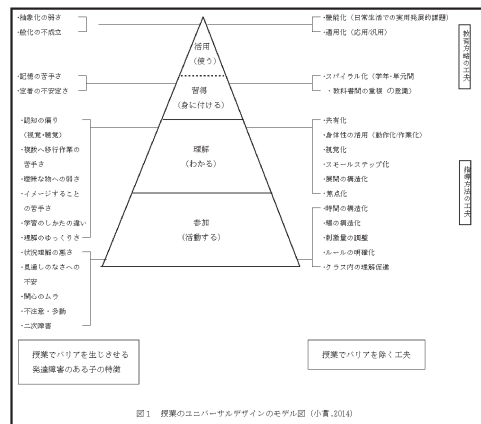 ・抽象化の弱さ
・般化の不成立
・記憶の苦手さ
・定着の不安定さ
・認知の偏り
(視覚・聴覚)
・複数へ移行作業の
苦手さ
・曖昧な物への弱さ
・イメージすること
の苦手さ
・学習のしかたの違い
・理解のゆっくりさ
・状況理解の悪さ
・見通しのなさへの
不安
・関心のムラ
・不注意・多動
・二次障害
活用
(使う)
習得
(身に付ける)
理解
(わかる)
参加
(活動する)
・機能化(日常生活での実用発展的課題)
・適用化(応用/汎用)
・スパイラル化(学年・単元間
・教科書間の重複の意識)
・共有化
・身体性の活用(動作化/作業化)
・視覚化
・スモールステップ化
・展開の構造化
・焦点化
・時間の構造化
・場の構造化
・刺激量の調整
・ルールの明確化
・クラス内の理解促進
教育方略の工夫
指導方法の工夫
授業でバリアを生じさせる
発達障害のある子の特徴
授業でバリアを除く工夫
図1 授業のユニバーサルデザインのモデル図(小貫,2014)